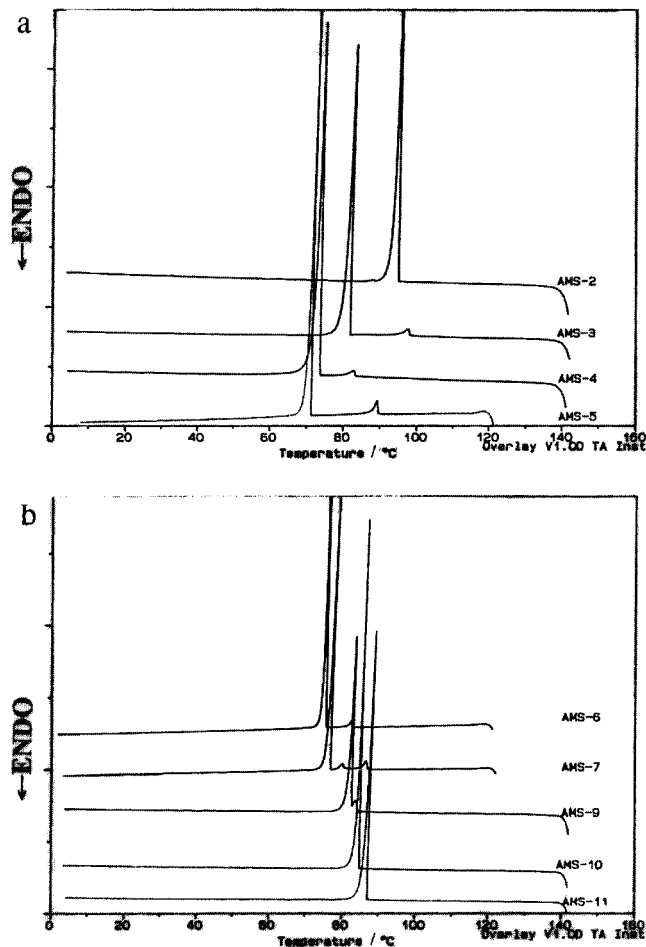 a
←ENDO
AMS-2
AMS-3
AMS-4
AMS-5
0 20 40 60 80 100 120 140 160
Temperature / °C
Overlay V1.0D TA Inst
b
←ENDO
AMS-6
AMS-7
AMS-9
AMS-10
AMS-11
0 20 40 60 80 100 120 140 160
Temperature / °C
Overlay V1.0D TA Inst